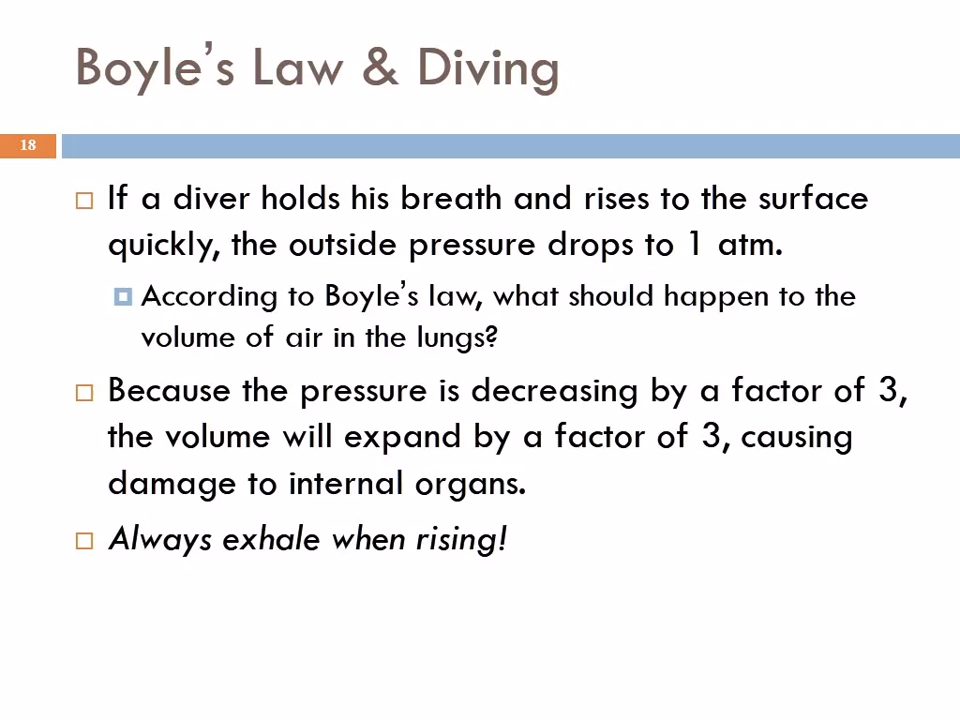 Boyle’s Law & Diving
18
If a diver holds his breath and rises to the surface
quickly, the outside pressure drops to 1 atm.
According to Boyle’s law, what should happen to the
volume of air in the lungs?
Because the pressure is decreasing by a factor of 3,
the volume will expand by a factor of 3, causing
damage to internal organs.
Always exhale when rising!